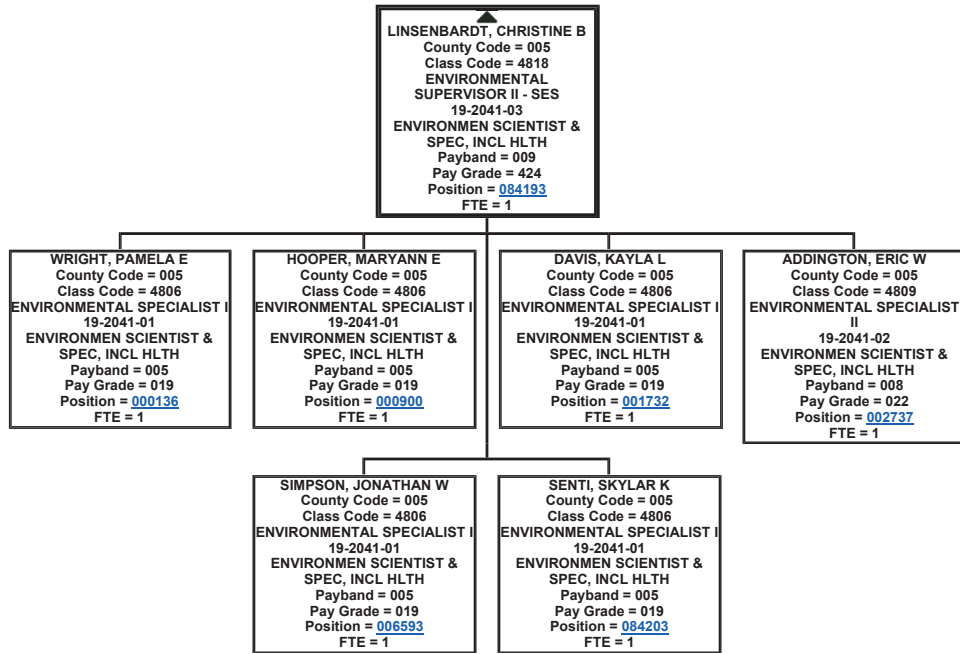 LINSENBARDT, CHRISTINE B
County Code = 005
Class Code = 4818
ENVIRONMENTAL
SUPERVISOR II - SES
19-2041-03
ENVIRONMEN SCIENTIST &
SPEC, INCL HLTH
Payband = 009
Pay Grade = 424
Position = 084193
FTE = 1
WRIGHT, PAMELA E
County Code = 005
Class Code = 4806
ENVIRONMENTAL SPECIALIST I
19-2041-01
ENVIRONMEN SCIENTIST &
SPEC, INCL HLTH
Payband = 005
Pay Grade = 019
Position = 000136
FTE = 1
HOOPER, MARYANN E
County Code = 005
Class Code = 4806
ENVIRONMENTAL SPECIALIST I
19-2041-01
ENVIRONMEN SCIENTIST &
SPEC, INCL HLTH
Payband = 005
Pay Grade = 019
Position = 000900
FTE = 1
DAVIS, KAYLA L
County Code = 005
Class Code = 4806
ENVIRONMENTAL SPECIALIST I
19-2041-01
ENVIRONMEN SCIENTIST &
SPEC, INCL HLTH
Payband = 005
Pay Grade = 019
Position = 001732
FTE = 1
ADDINGTON, ERIC W
County Code = 005
Class Code = 4809
ENVIRONMENTAL SPECIALIST
II
19-2041-02
ENVIRONMEN SCIENTIST &
SPEC, INCL HLTH
Payband = 008
Pay Grade = 022
Position = 002737
FTE = 1
SIMPSON, JONATHAN W
County Code = 005
Class Code = 4806
ENVIRONMENTAL SPECIALIST I
19-2041-01
ENVIRONMEN SCIENTIST &
SPEC, INCL HLTH
Payband = 005
Pay Grade = 019
Position = 006593
FTE = 1
SENTI, SKYLAR K
County Code = 005
Class Code = 4806
ENVIRONMENTAL SPECIALIST I
19-2041-01
ENVIRONMEN SCIENTIST &
SPEC, INCL HLTH
Payband = 005
Pay Grade = 019
Position = 084203
FTE = 1